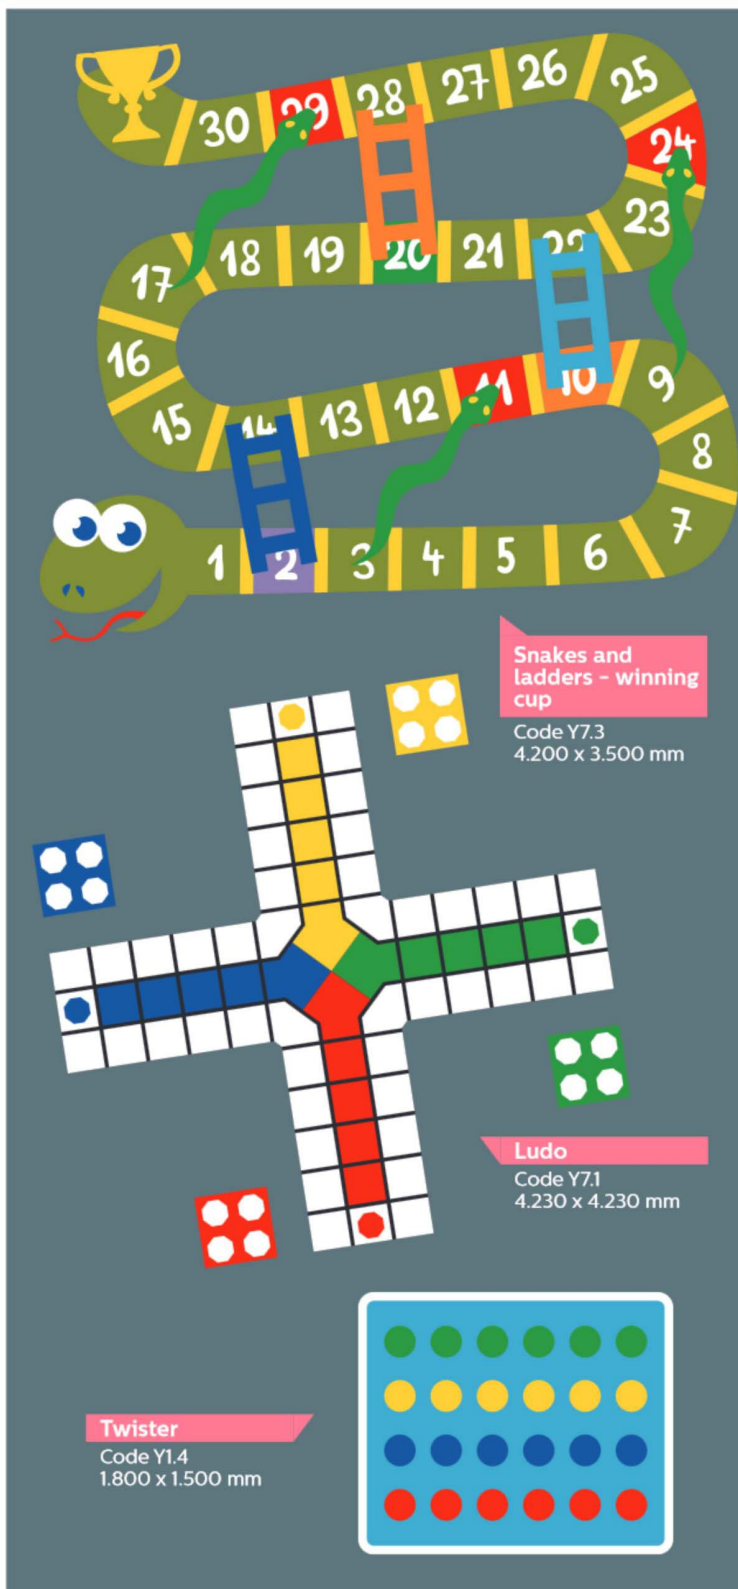 30 29 28 27 26 25
24
23
17 18 19 20 21 22
16
15 14 13 12 11 10 9
8
7
1 2 3 4 5 6
Snakes and
ladders – winning
cup
Code Y7.3
4.200 x 3.500 mm
Ludo
Code Y7.1
4.230 x 4.230 mm
Twister
Code Y1.4
1.800 x 1.500 mm